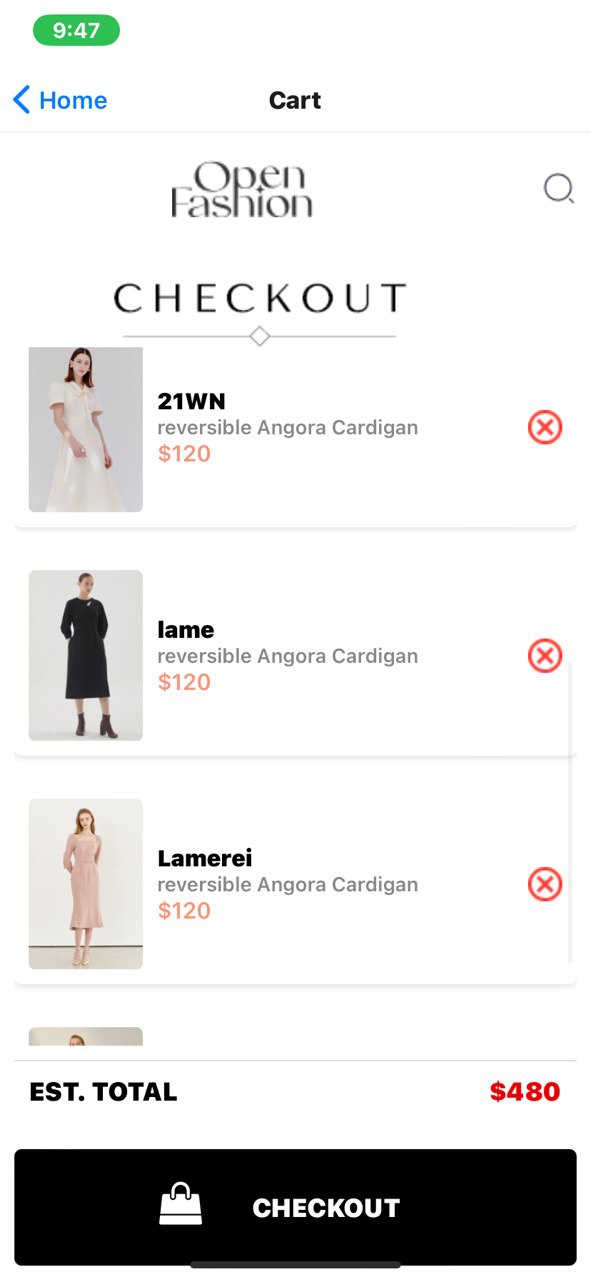 9:47
Home
Cart
Open
Fashion
CHECKOUT
21WN
reversible Angora Cardigan
$120
lame
reversible Angora Cardigan
$120
Lamerei
reversible Angora Cardigan
$120
EST. TOTAL
$480
CHECKOUT